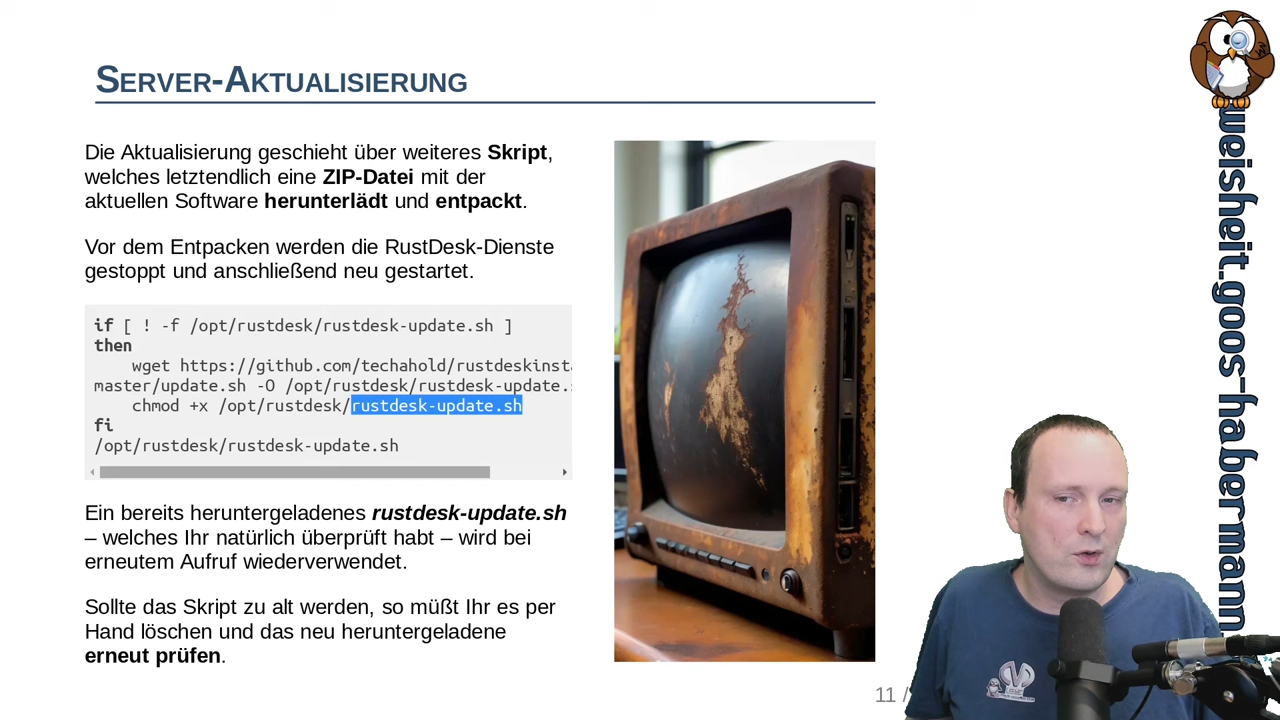 Server-Aktualisierung
Die Aktualisierung geschieht über weiteres Skript,
welches letztendlich eine ZIP-Datei mit der
aktuellen Software herunterlädt und entpackt.
Vor dem Entpacken werden die RustDesk-Dienste
gestoppt und anschließend neu gestartet.
if [ ! -f /opt/rustdesk/rustdesk-update.sh ]
then
wget https://github.com/techahold/rustdeskinsta
master/update.sh -O /opt/rustdesk/rustdesk-update.s
chmod +x /opt/rustdesk/rustdesk-update.sh
fi
/opt/rustdesk/rustdesk-update.sh
Ein bereits heruntergeladenes rustdesk-update.sh
– welches Ihr natürlich überprüft habt – wird bei
erneutem Aufruf wiederverwendet.
Sollte das Skript zu alt werden, so müßt Ihr es per
Hand löschen und das neu heruntergeladene
erneut prüfen.
11 /
weisheit.goos-habermann